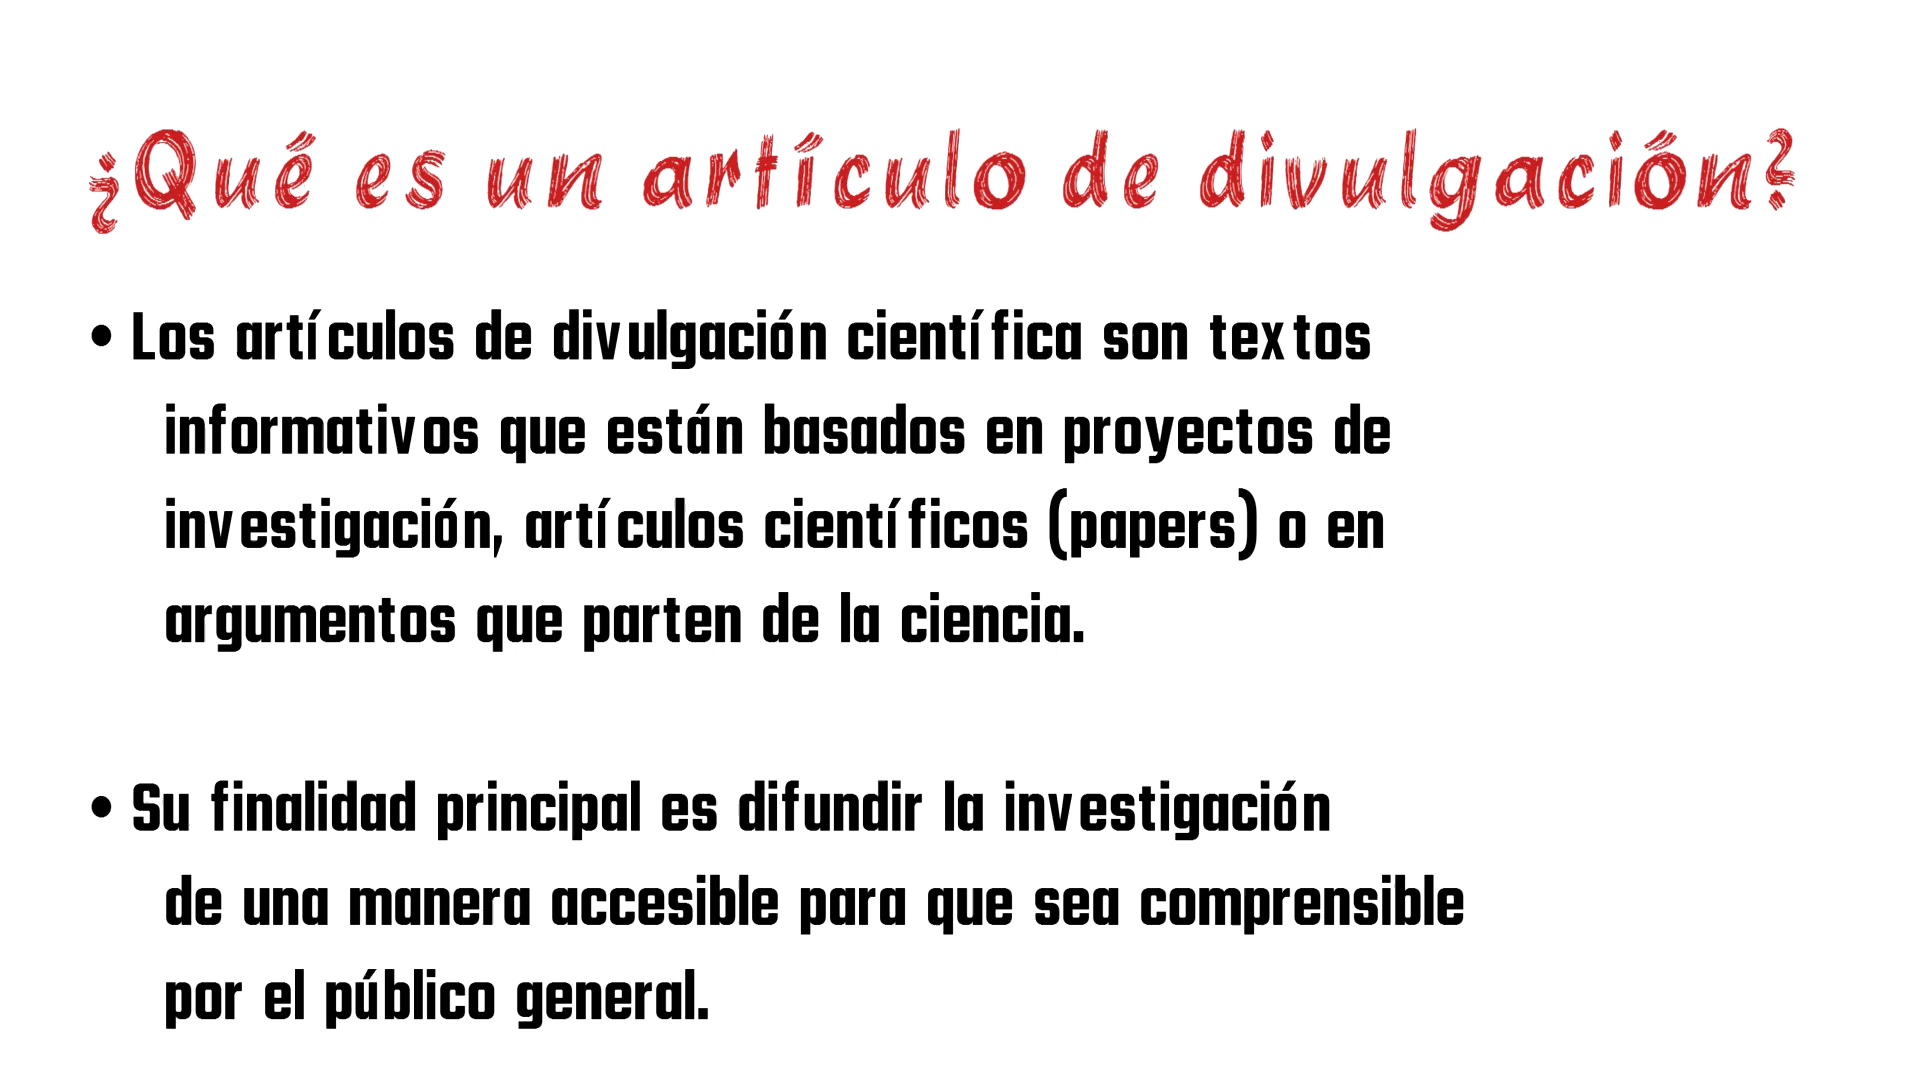 ¿Qué es un artículo de divulgación?
• Los artículos de divulgación científica son textos
informativos que están basados en proyectos de
investigación, artículos científicos (papers) o en
argumentos que parten de la ciencia.
• Su finalidad principal es difundir la investigación
de una manera accesible para que sea comprensible
por el público general.